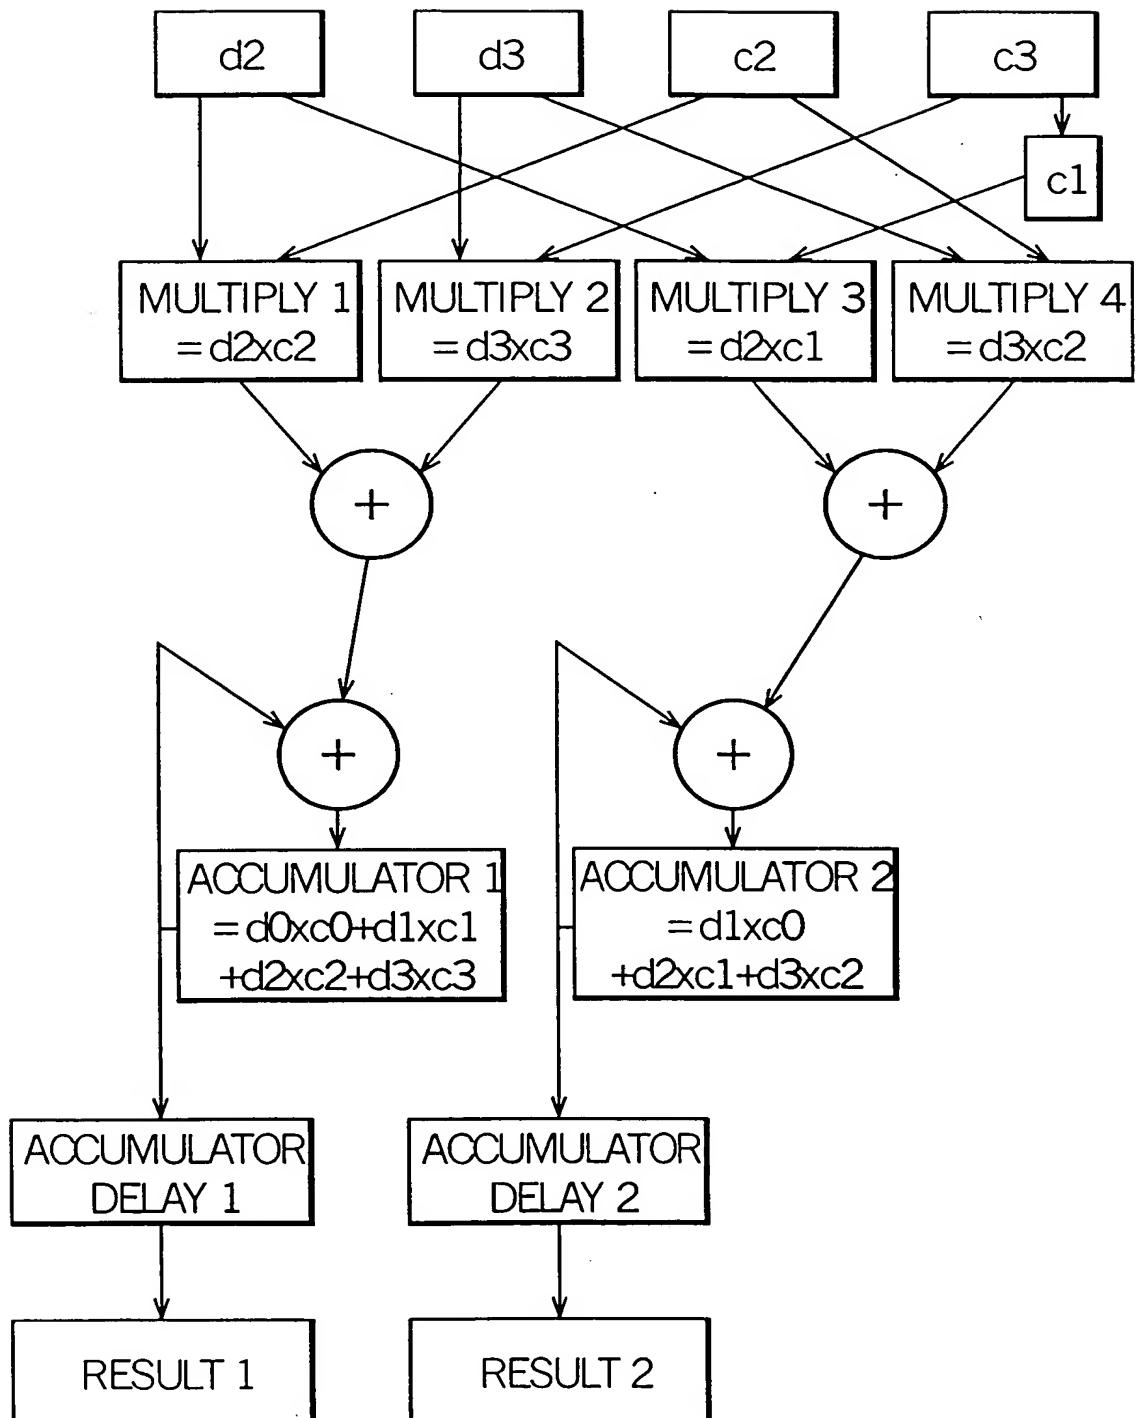 d2
d3
c2
c3
c1
MULTIPLY 1
=d2xc2
MULTIPLY 2
=d3xc3
MULTIPLY 3
=d2xc1
MULTIPLY 4
=d3xc2
+
+
+
+
ACCUMULATOR 1
=d0xc0+d1xc1
+d2xc2+d3xc3
ACCUMULATOR 2
=d1xc0
+d2xc1+d3xc2
ACCUMULATOR
DELAY 1
ACCUMULATOR
DELAY 2
RESULT 1
RESULT 2